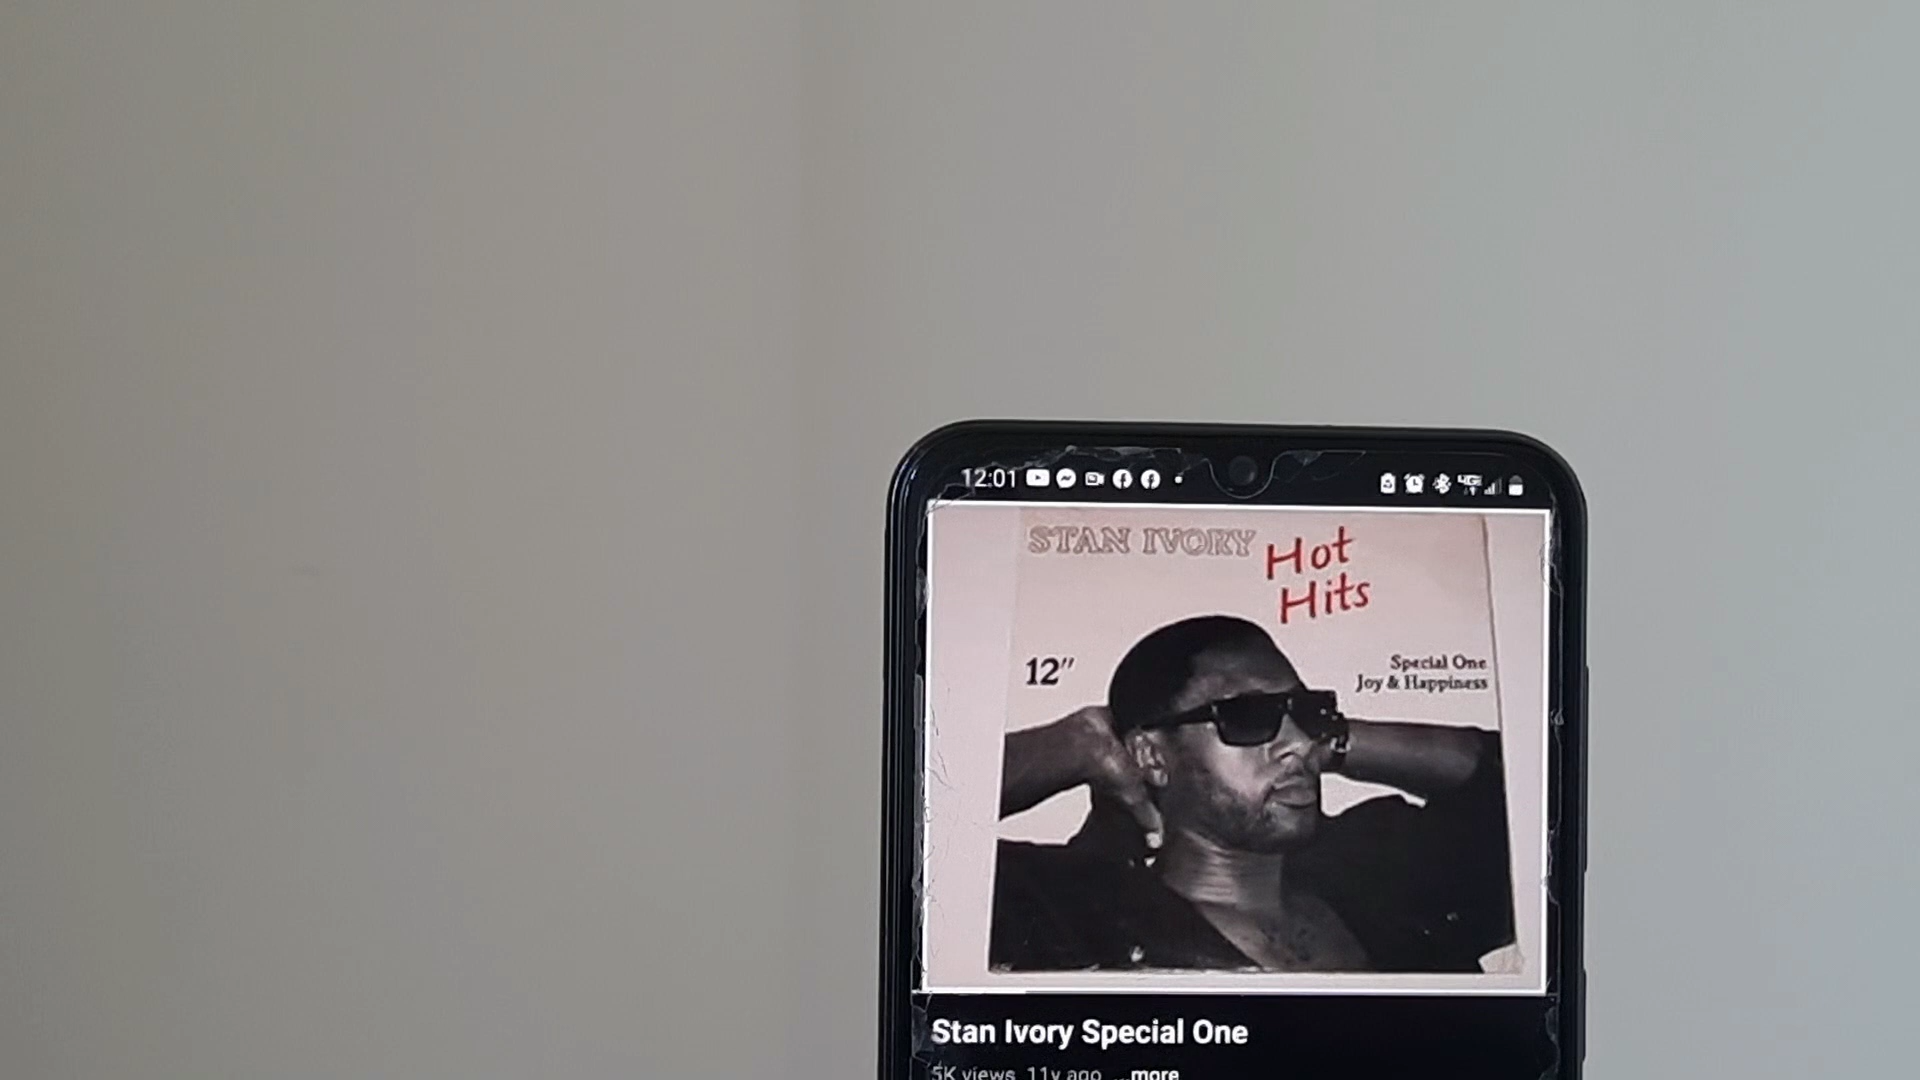 12:01
STAN IVORY
Hot
Hits
12"
Special One
Joy & Happiness
Stan Ivory Special One
5K views 11y ago ...more